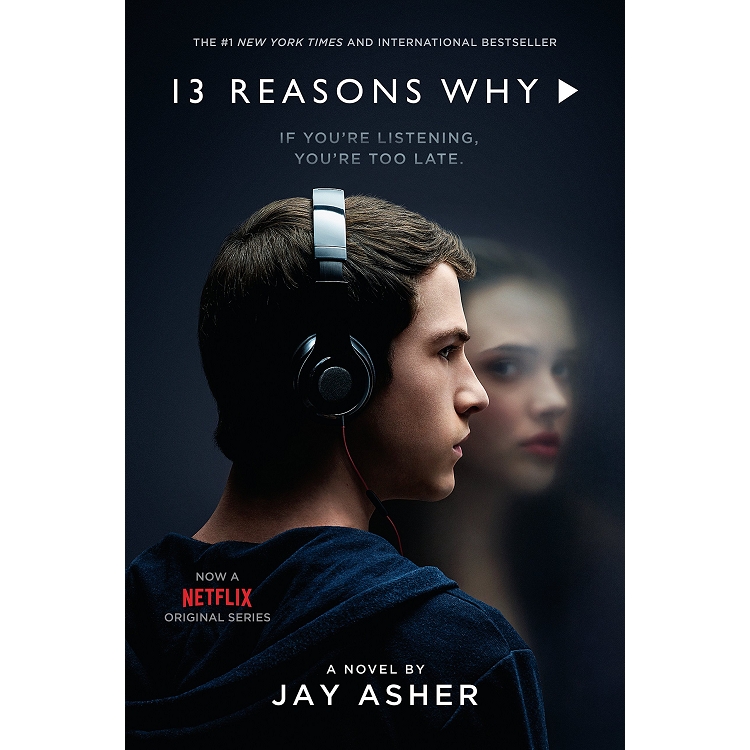 THE #1 NEW YORK TIMES AND INTERNATIONAL BESTSELLER
13 REASONS WHY
IF YOU'RE LISTENING,
YOU'RE TOO LATE.
NOW A
NETFLIX
ORIGINAL SERIES
A NOVEL BY
JAY ASHER